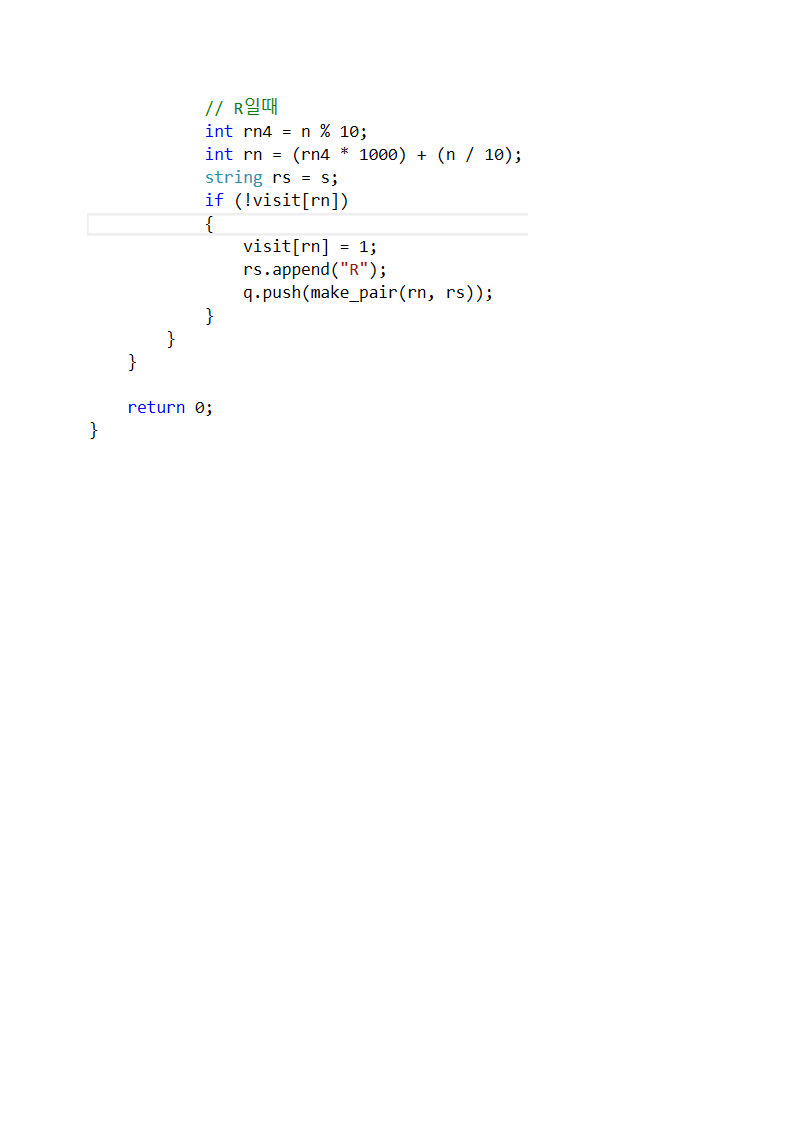 // R일때
int rn4 = n % 10;
int rn = (rn4 * 1000) + (n / 10);
string rs = s;
if (!visit[rn])
{
visit[rn] = 1;
rs.append("R");
q.push(make_pair(rn, rs));
}
}
}
return 0;
}